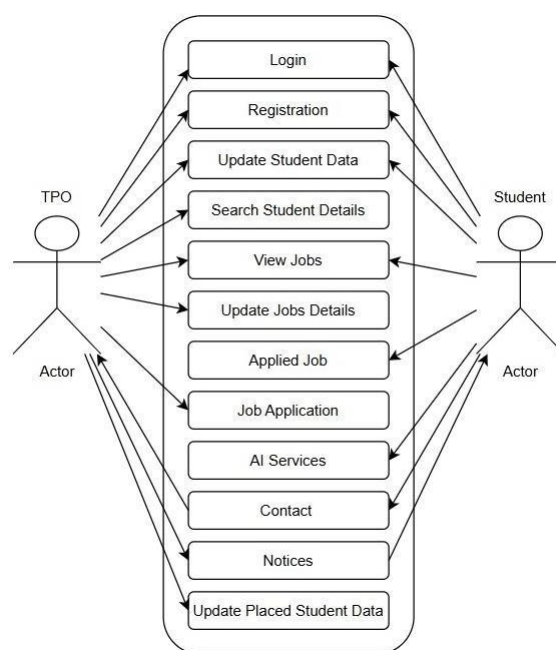 Login
Registration
Update Student Data
TPO
Student
Search Student Details
View Jobs
Update Jobs Details
Applied Job
Actor
Actor
Job Application
AI Services
Contact
Notices
Update Placed Student Data